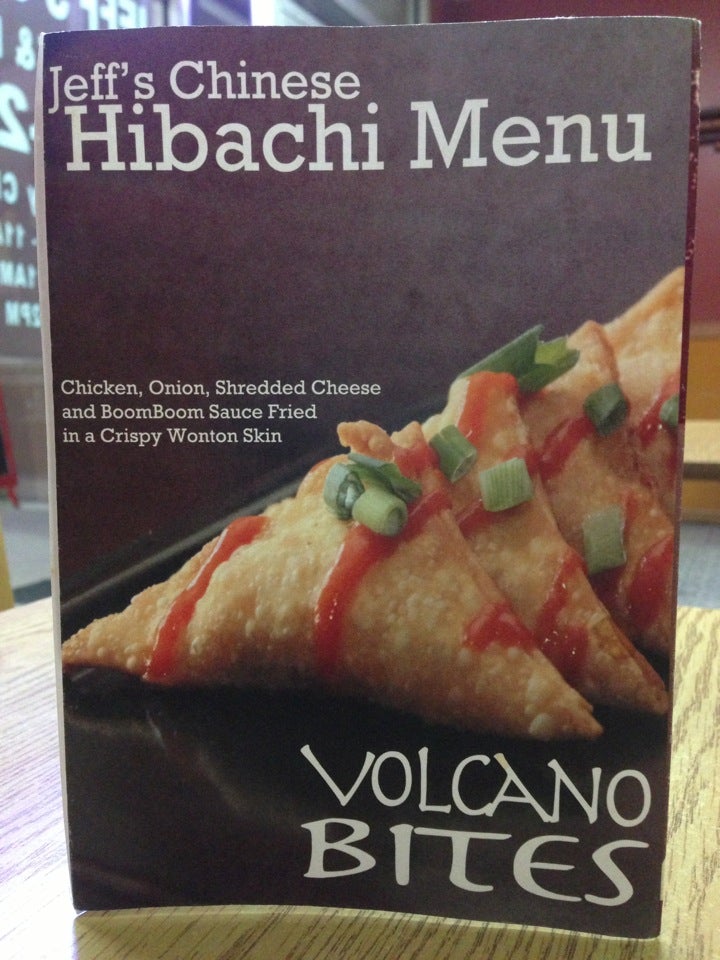 Jeff's Chinese
Hibachi Menu
Chicken, Onion, Shredded Cheese
and BoomBoom Sauce Fried
in a Crispy Wonton Skin
VOLCANO
BITES